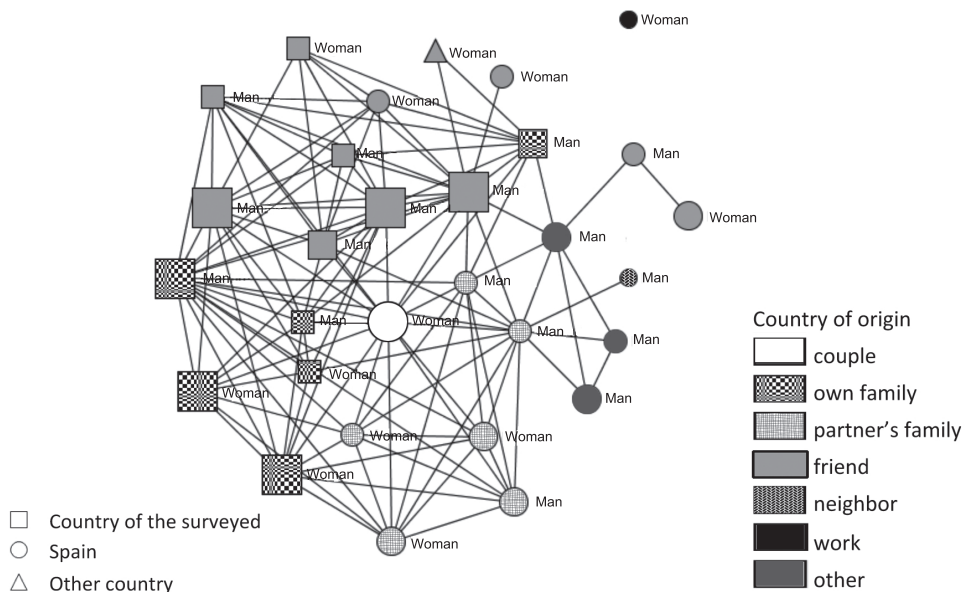 Woman
Woman
Woman
Woman
Man
Woman
Man
Man
Man
Man
Man
Man
Woman
Man
Man
Man
Man
Man
Man
Woman
Man
Man
Woman
Woman
Man
Woman
Woman
Woman
Man
Woman
Country of origin
couple
own family
partner's family
friend
neighbor
work
other
Country of the surveyed
Spain
Other country